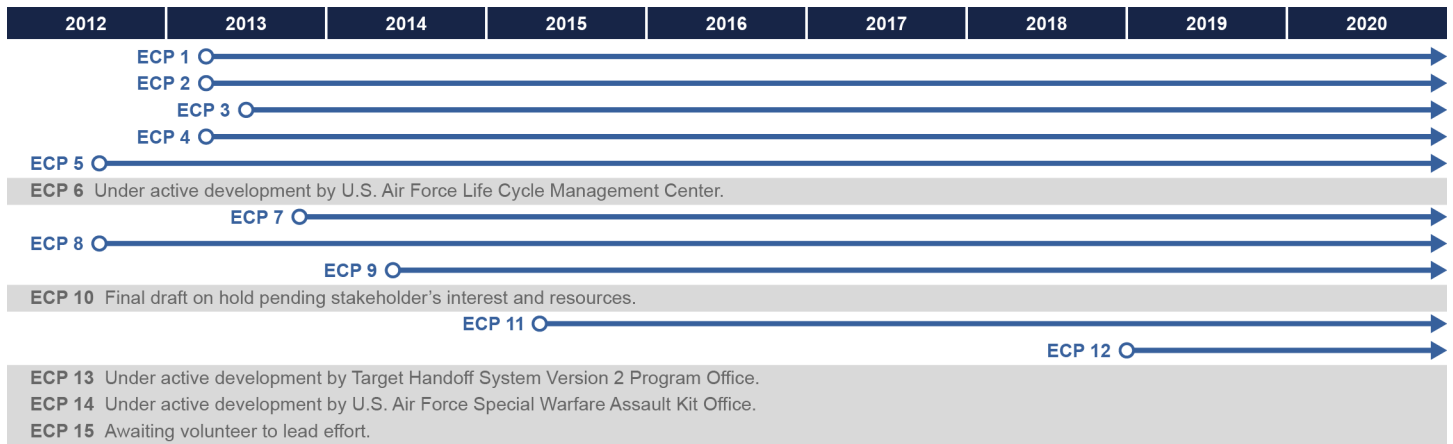 2012 2013 2014 2015 2016 2017 2018 2019 2020
ECP 1
ECP 2
ECP 3
ECP 4
ECP 5
ECP 6 Under active development by U.S. Air Force Life Cycle Management Center.
ECP 7
ECP 8
ECP 9
ECP 10 Final draft on hold pending stakeholder’s interest and resources.
ECP 11
ECP 12
ECP 13 Under active development by Target Handoff System Version 2 Program Office.
ECP 14 Under active development by U.S. Air Force Special Warfare Assault Kit Office.
ECP 15 Awaiting volunteer to lead effort.